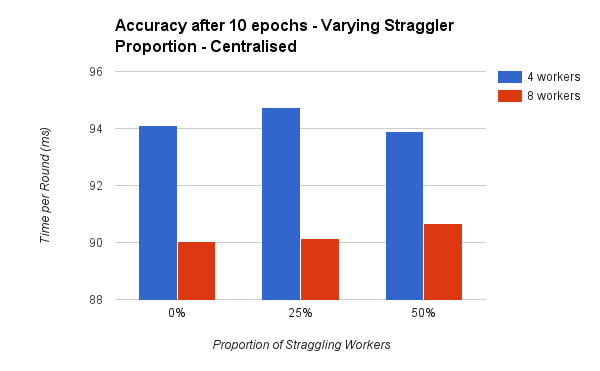 Accuracy after 10 epochs - Varying Straggler
Proportion - Centralised
4 workers
8 workers
Time per Round (ms)
96
94
92
90
88
0%
25%
50%
Proportion of Straggling Workers